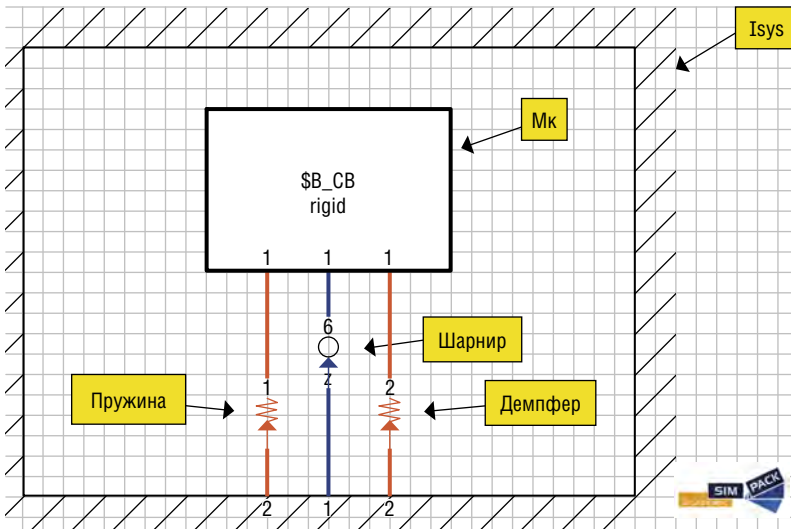 Isys
Мк
$B_CB
rigid
1 1 1
6
Шарнир
1 z 2
Пружина
Демпфер
2 1 2
SIM PACK